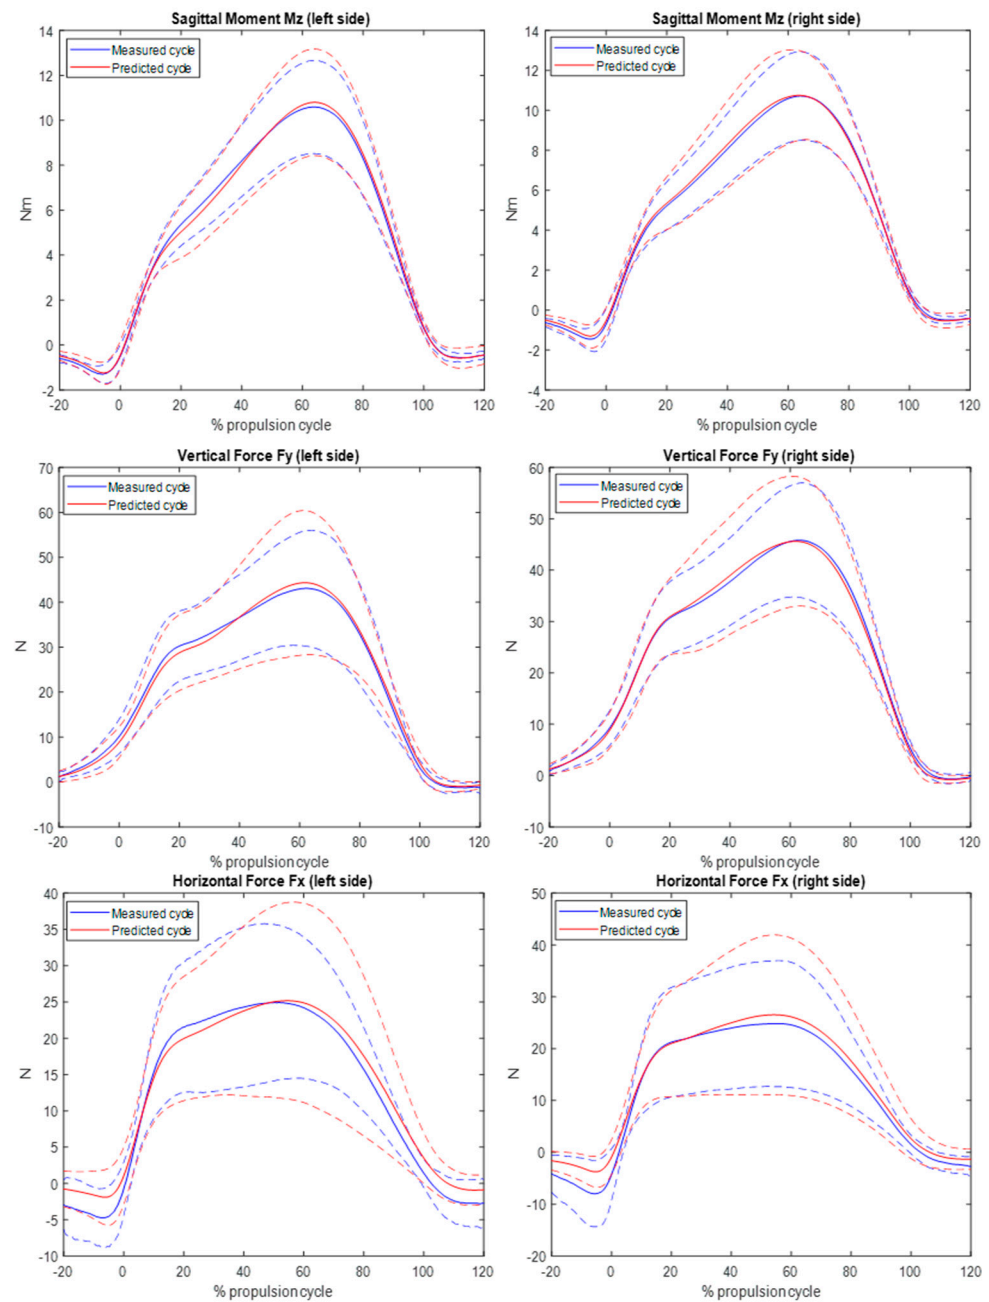 Sagittal Moment Mz (left side)
14
12
10
8
6
4
2
0
-2
Nm
Measured cycle
Predicted cycle
-20 0 20 40 60 80 100 120
% propulsion cycle
Sagittal Moment Mz (right side)
14
12
10
8
6
4
2
0
-2
-4
Nm
Measured cycle
Predicted cycle
-20 0 20 40 60 80 100 120
% propulsion cycle
Vertical Force Fy (left side)
70
60
50
40
30
20
10
0
-10
N
Measured cycle
Predicted cycle
-20 0 20 40 60 80 100 120
% propulsion cycle
Vertical Force Fy (right side)
60
50
40
30
20
10
0
-10
N
Measured cycle
Predicted cycle
-20 0 20 40 60 80 100 120
% propulsion cycle
Horizontal Force Fx (left side)
40
35
30
25
20
15
10
5
0
-5
-10
N
Measured cycle
Predicted cycle
-20 0 20 40 60 80 100 120
% propulsion cycle
Horizontal Force Fx (right side)
50
40
30
20
10
0
-10
-20
N
Measured cycle
Predicted cycle
-20 0 20 40 60 80 100 120
% propulsion cycle